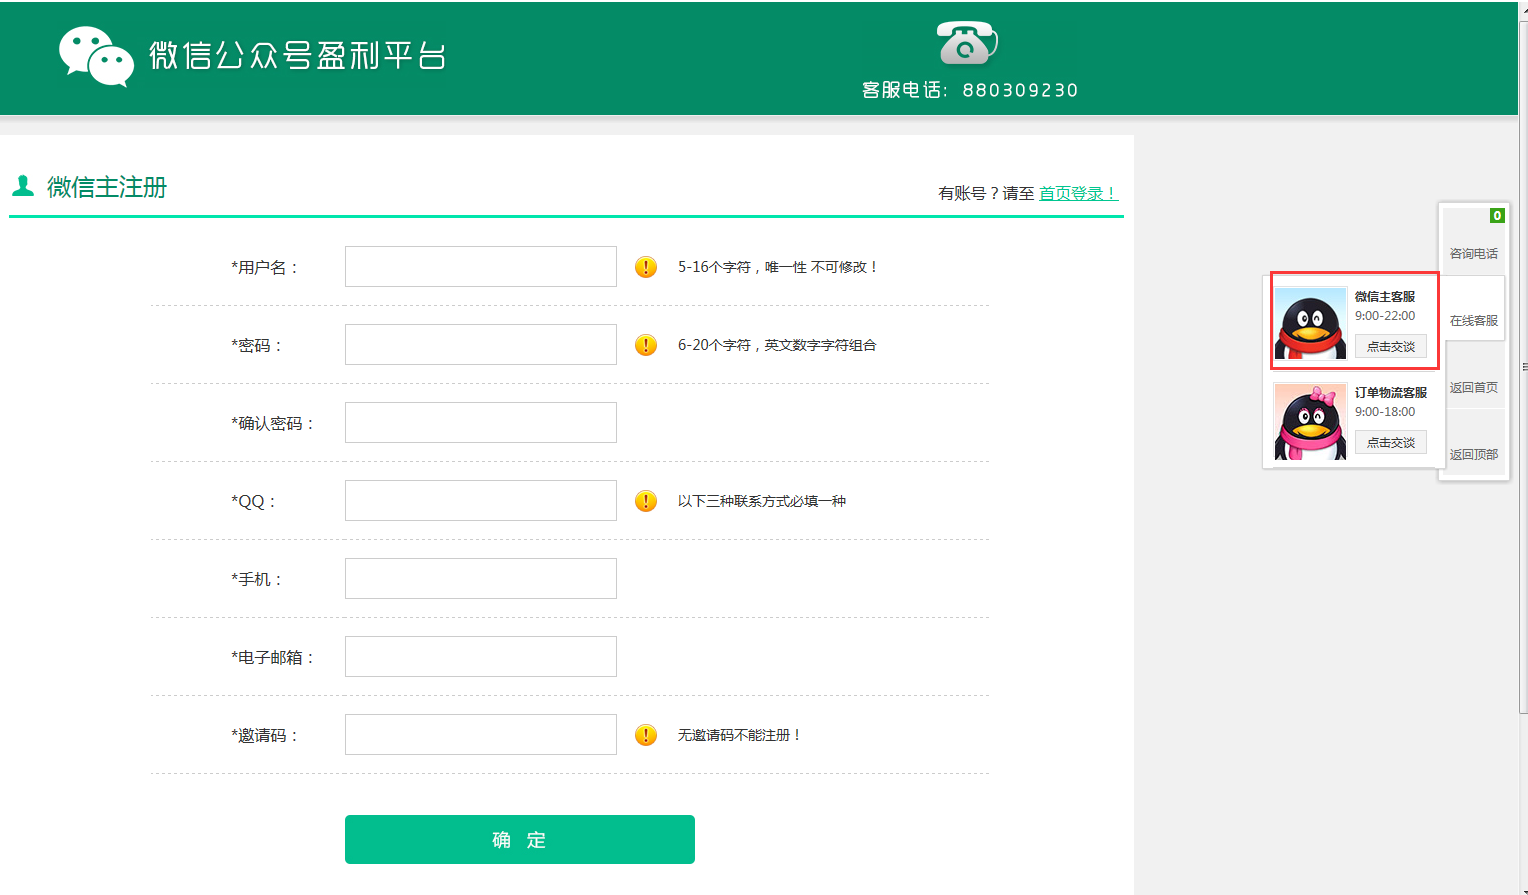 微信公众号盈利平台
客服电话: 880309230
微信主注册
有账号？请至 首页登录！
*用户名：
5-16个字符，唯一性 不可修改！
*密码：
6-20个字符，英文数字字符组合
*确认密码：
*QQ：
以下三种联系方式必填一种
*手机：
*电子邮箱：
*邀请码：
无邀请码不能注册！
确 定
0
咨询电话
在线客服
返回首页
返回顶部
微信主客服
9:00-22:00
点击交谈
订单物流客服
9:00-18:00
点击交谈